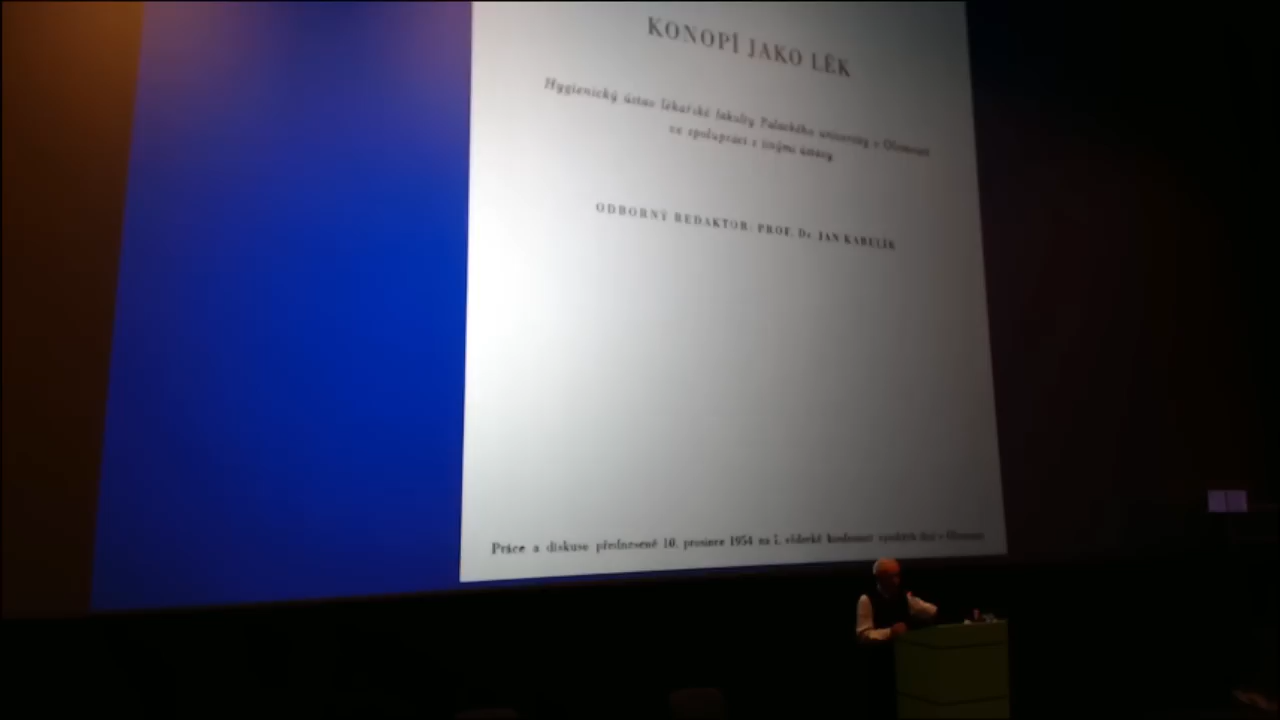 KONOPÍ JAKO LÉK
Hygienický ústav lékařské fakulty Palackého university v Olomouci
ve spolupráci s jinými ústavy
ODBORNÝ REDAKTOR: PROF. Dr. JAN KABELÍK
Práce a diskuse přednesené 10. prosince 1954 na I. vědecké konferenci v Olomouci